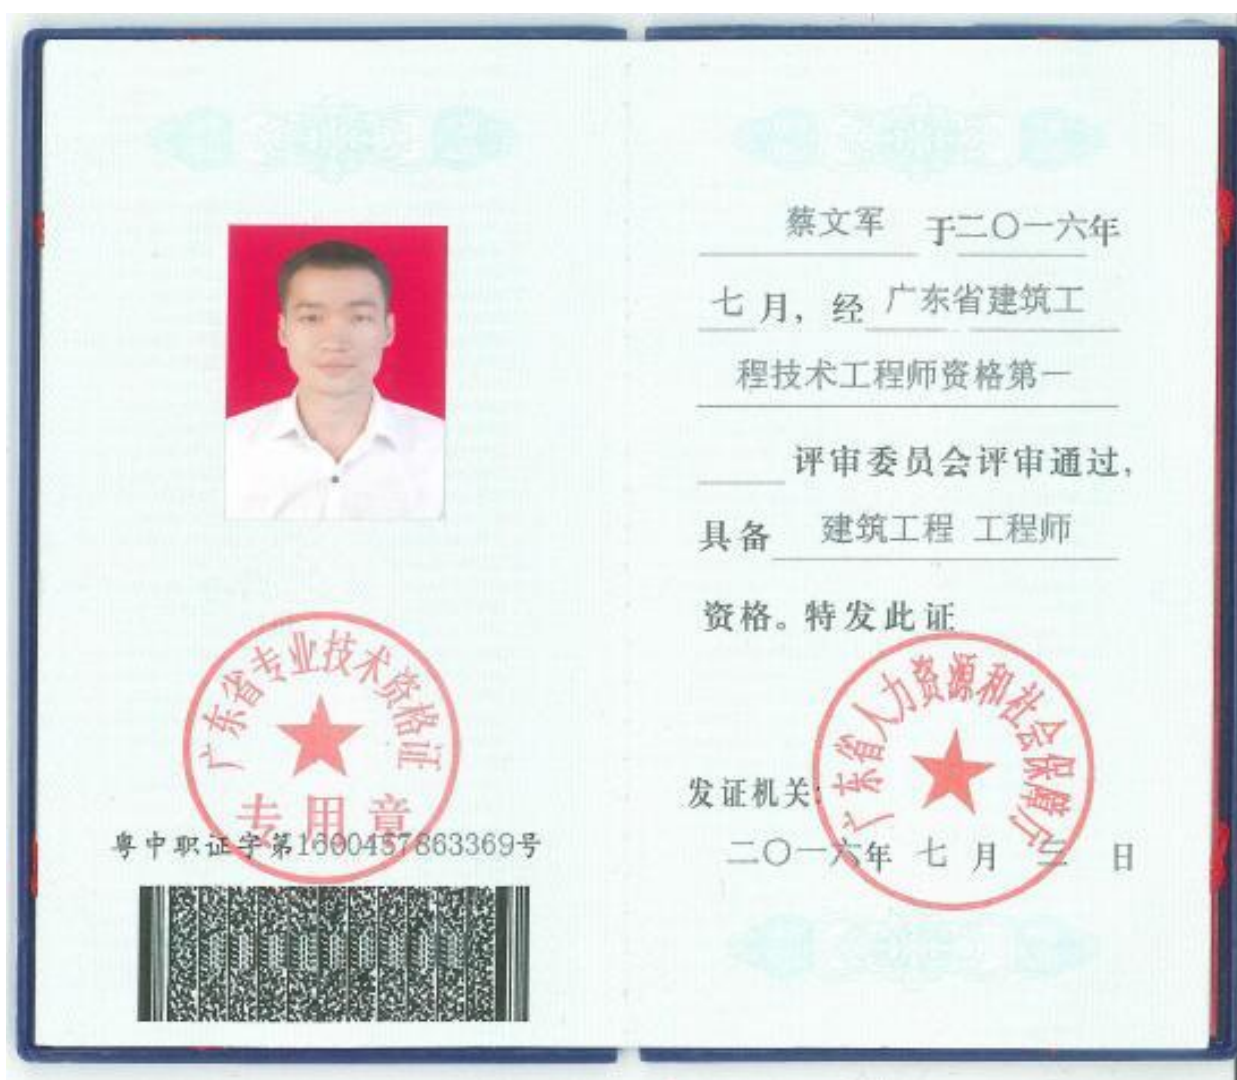 广东省专业技术资格证
专用章
粤中职证字第1600457863369号
蔡文军 于二〇一六年
七月，经广东省建筑工
程技术工程师资格第一
评审委员会评审通过，
具备 建筑工程 工程师
资格。特发此证
广东省人力资源和社会保障厅
发证机关:
二〇一六年 七 月 日